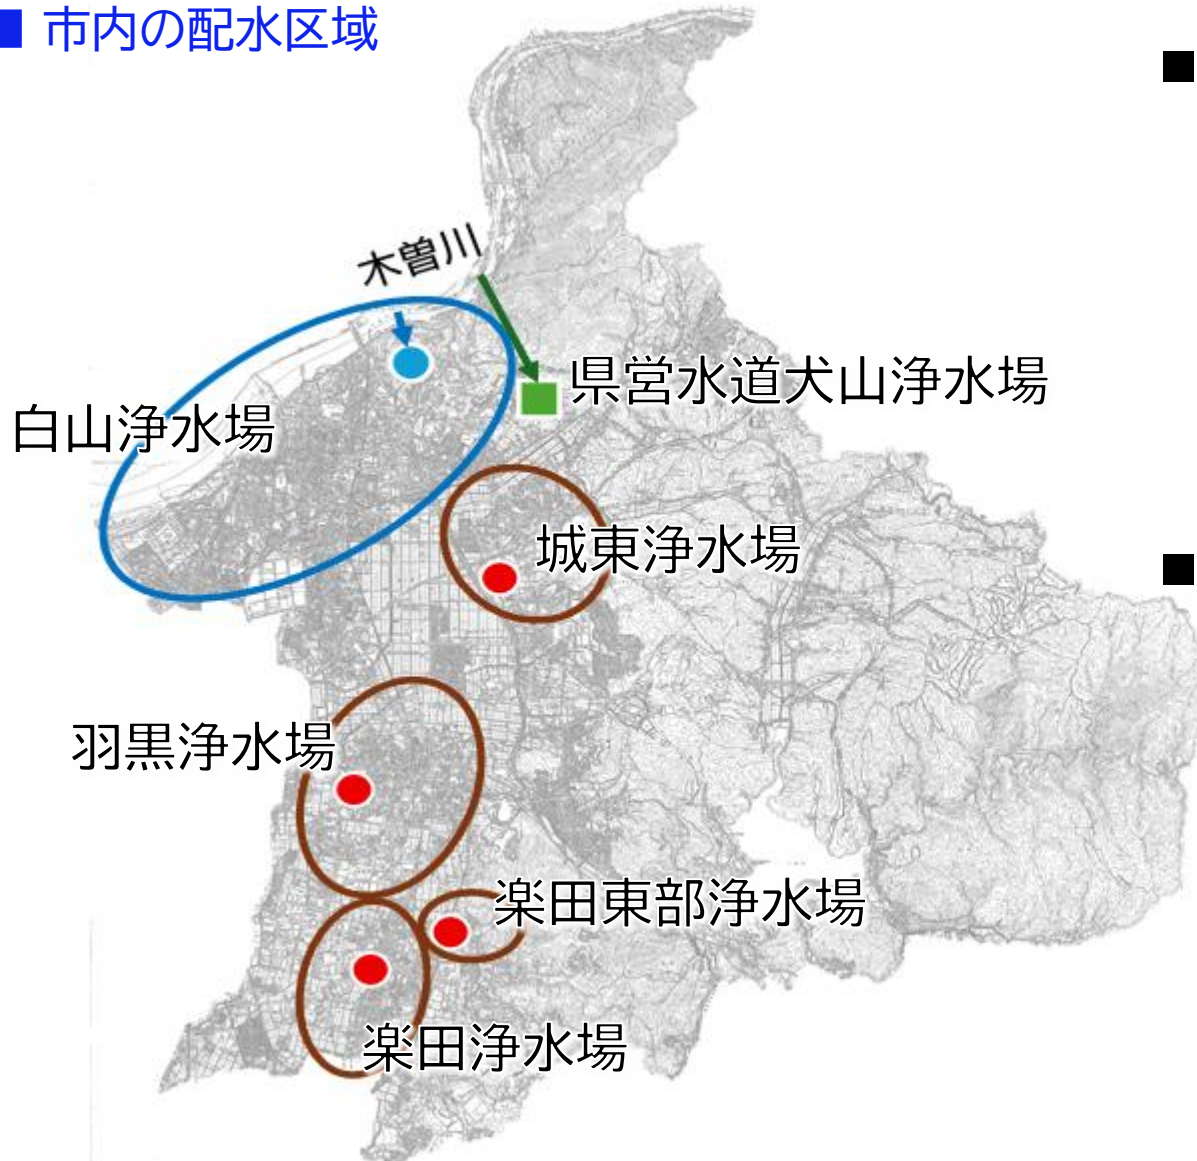 ■ 市内の配水区域
木曽川
県営水道犬山浄水場
白山浄水場
城東浄水場
羽黒浄水場
楽田東部浄水場
楽田浄水場